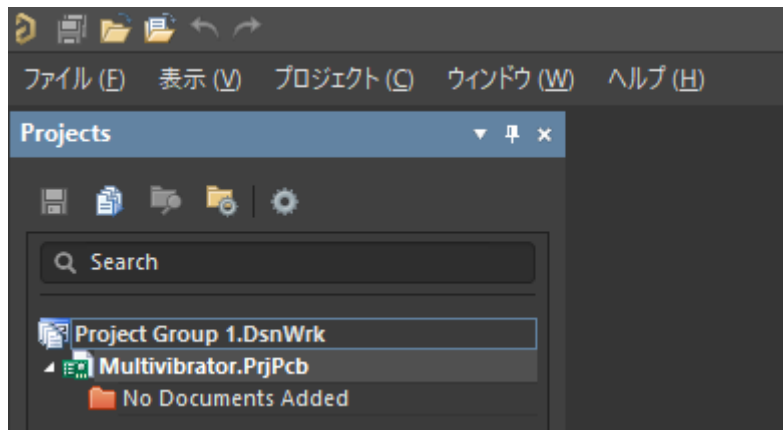 ファイル (F) 表示 (V) プロジェクト (C) ウィンドウ (W) ヘルプ (H)
Projects
Search
Project Group 1.DsnWrk
Multivibrator.PrjPcb
No Documents Added